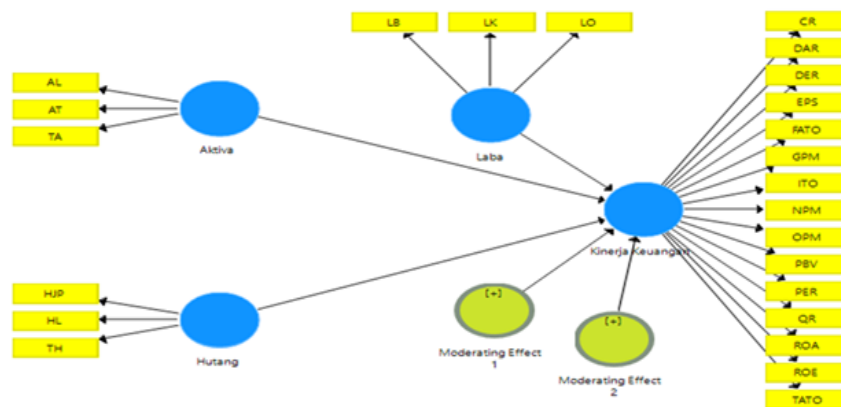 LB
LK
LO
AL
AT
TA
Aktiva
Laba
HJP
HL
TH
Hutang
[+]
Moderating Effect
1
[+]
Moderating Effect
2
Kinerja Keuangan
CR
DAR
DER
EPS
FATO
GPM
ITO
NPM
OPM
PBV
PER
QR
ROA
ROE
TATO